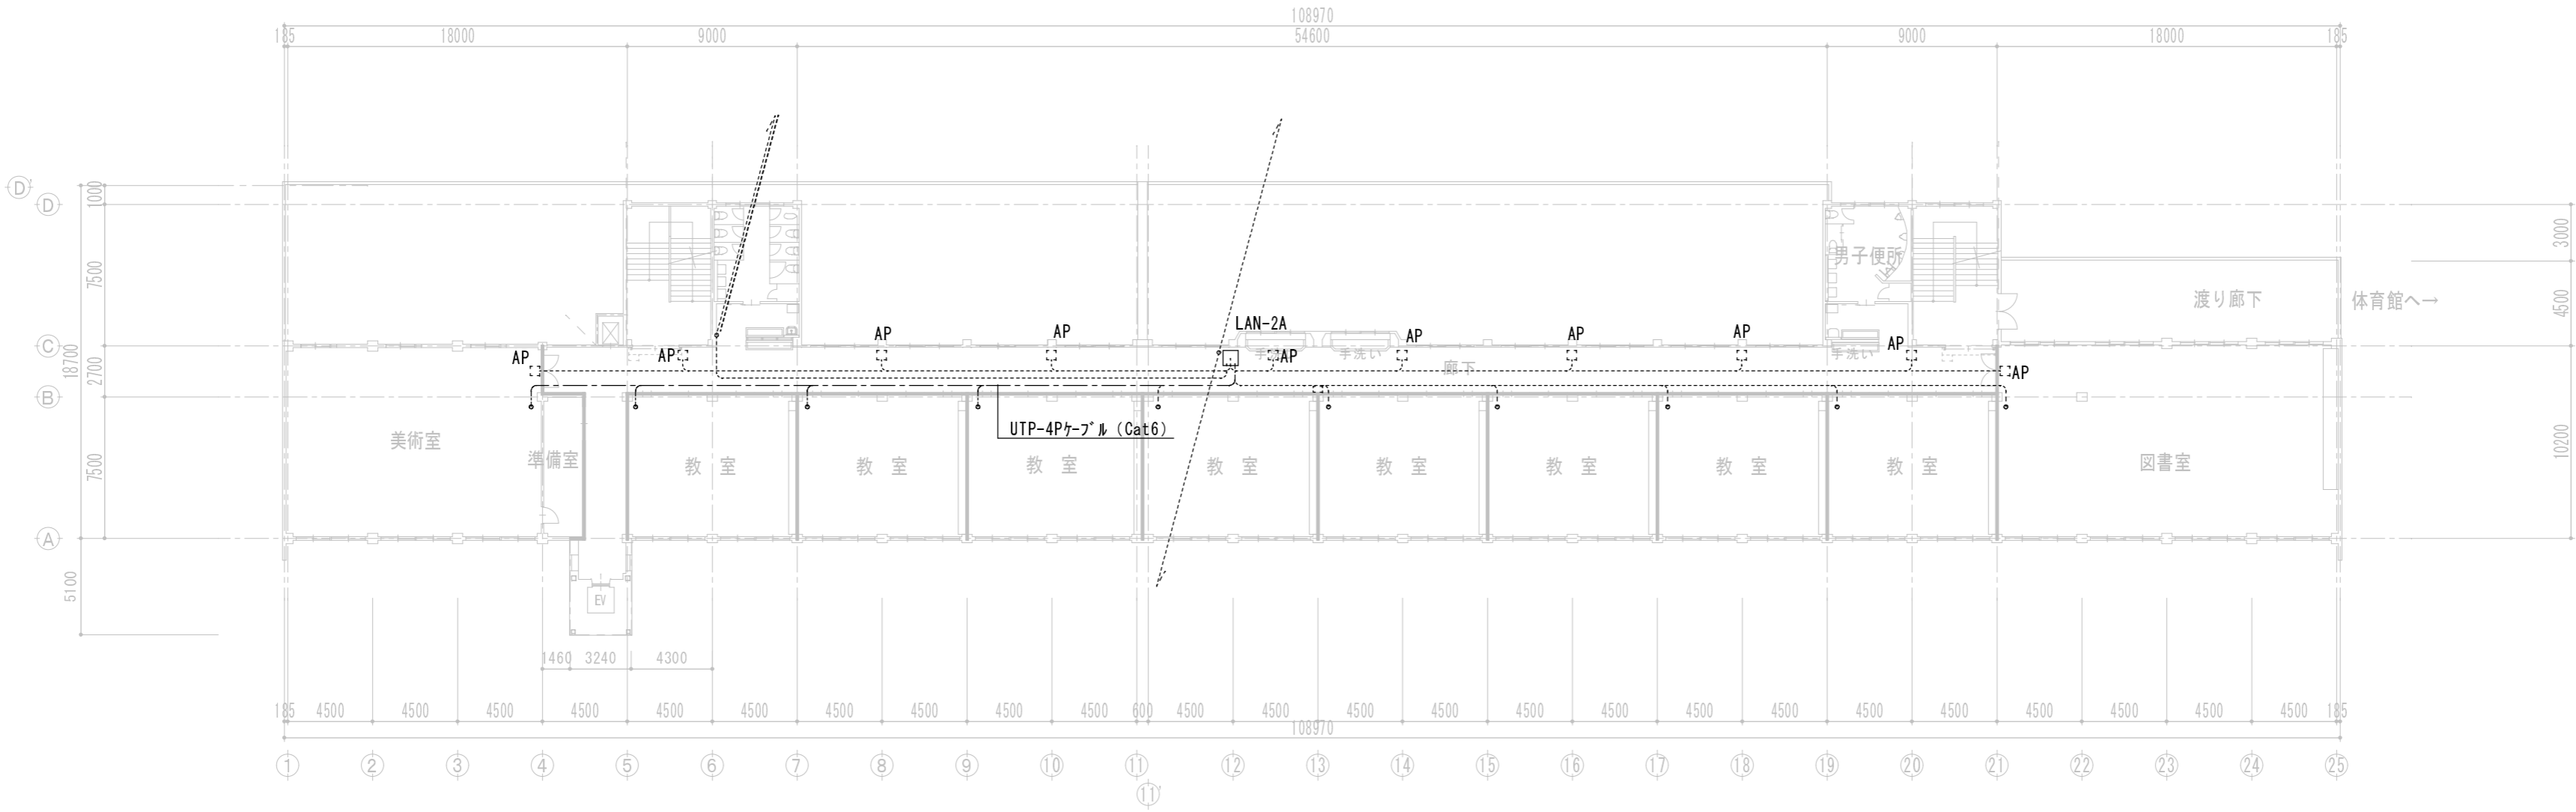 108970
185 18000 9000 54600 9000 18000 185
D'
D
1000
3000
7500
男子便所
4500
渡り廊下
体育館へ→
LAN-2A
AP AP AP AP AP AP
C
手洗い 手洗い 手洗い
AP AP AP AP
18700
2700
廊下
AP
B
UTP-4Pケーブル (Cat6)
美術室
準備室
教 室 教 室 教 室 教 室 教 室 教 室 教 室 教 室
図書室
7500
10200
A
5100
EV
1460 3240 4300
185 4500 4500 4500 4500 4500 4500 4500 4500 4500 4500 600 4500 4500 4500 4500 4500 4500 4500 4500 4500 4500 4500 4500 4500 4500 185
108970
1 2 3 4 5 6 7 8 9 10 11 12 13 14 15 16 17 18 19 20 21 22 23 24 25
11'